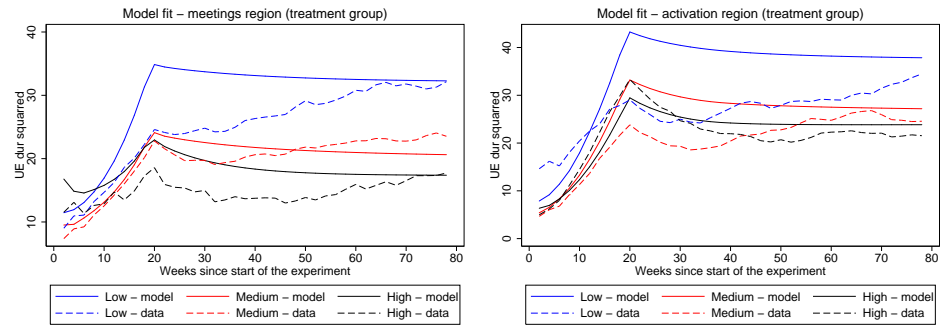 Model fit − meetings region (treatment group)
UE dur squarred
40
30
20
10
0 10 20 30 40 50 60 70 80
Weeks since start of the experiment
Low − model Medium − model High − model
Low − data Medium − data High − data
Model fit − activation region (treatment group)
UE dur squarred
40
30
20
10
0
0 10 20 30 40 50 60 70 80
Weeks since start of the experiment
Low − model Medium − model High − model
Low − data Medium − data High − data